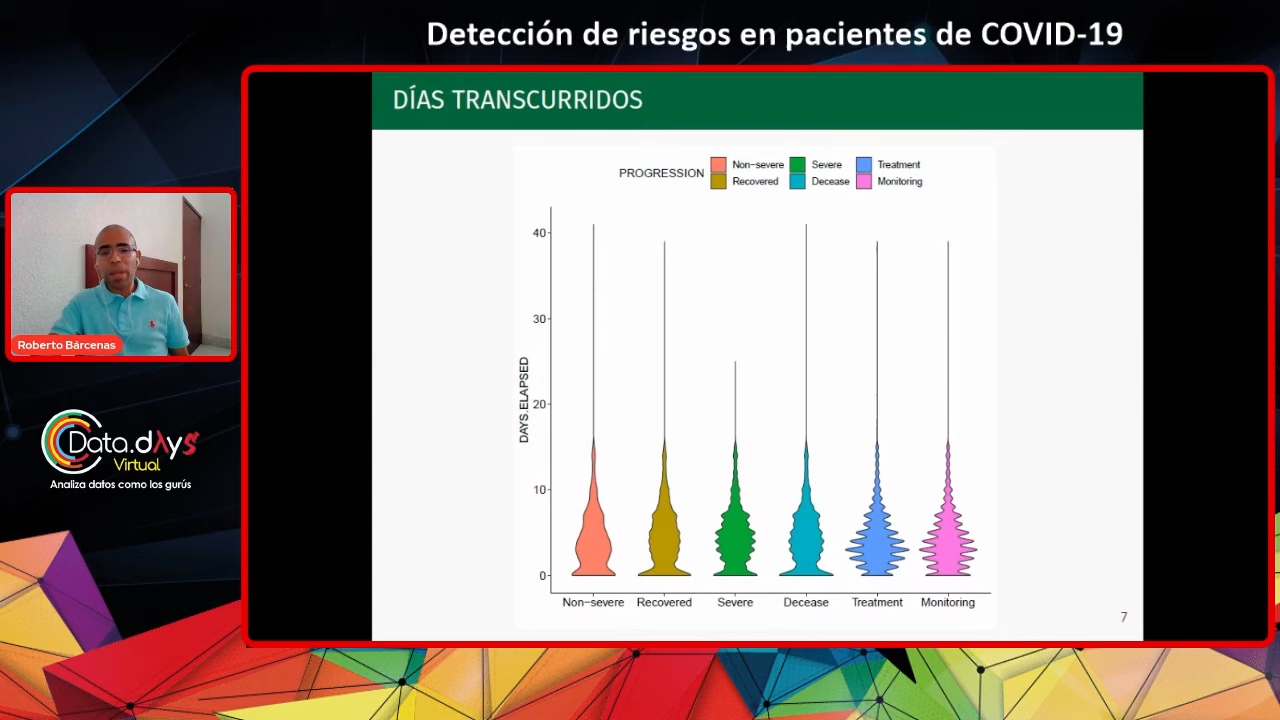 Detección de riesgos en pacientes de COVID-19
DÍAS TRANSCURRIDOS
PROGRESSION
Non-severe Severe Treatment
Recovered Decease Monitoring
DAYS.ELAPSED
40
30
20
10
0
Non-severe Recovered Severe Decease Treatment Monitoring
7
Roberto Bárcenas
Data.dAys
Virtual
Analiza datos como los gurús